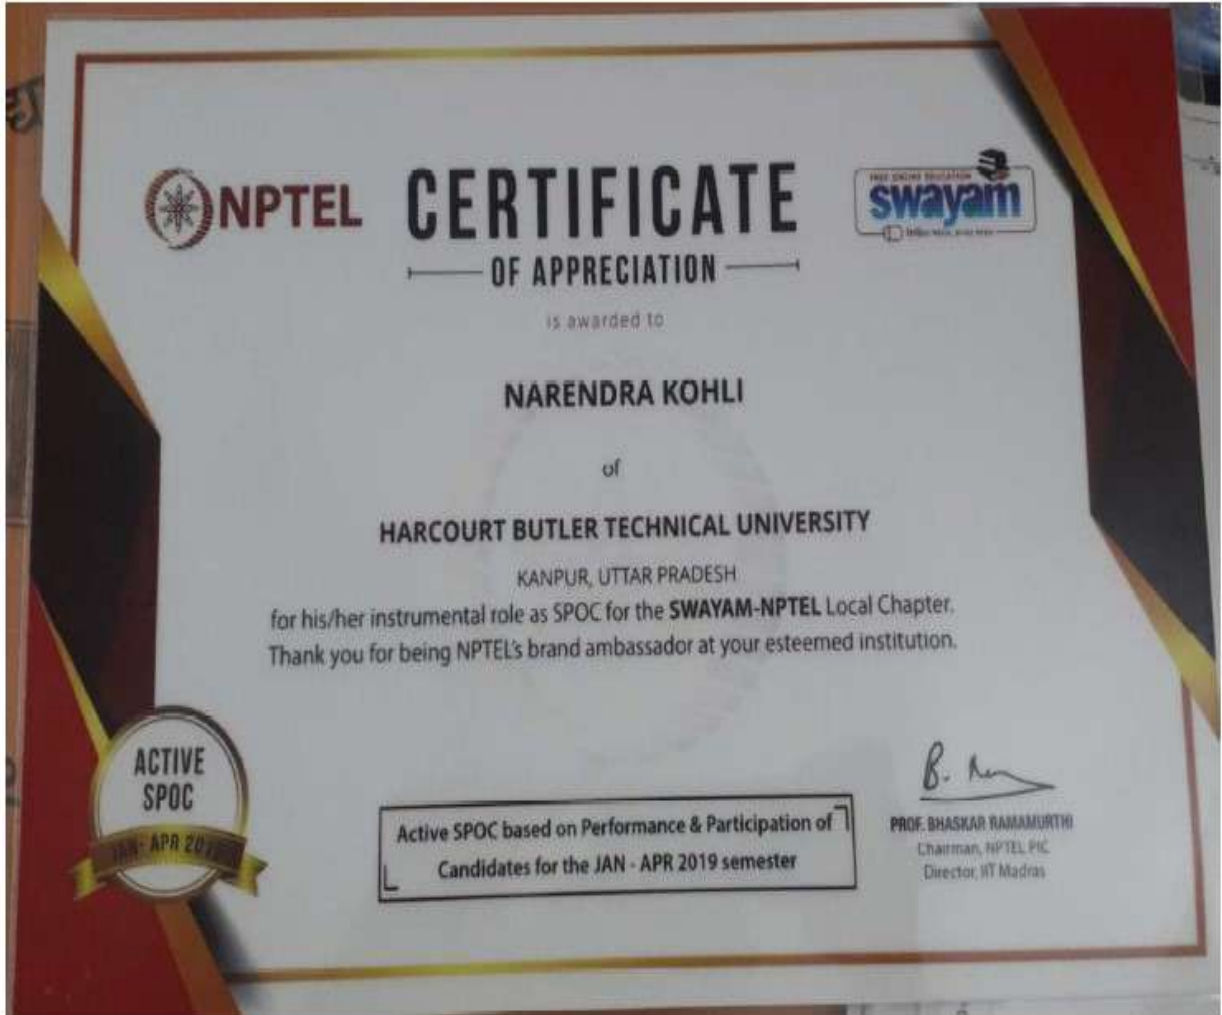 NPTEL
CERTIFICATE
OF APPRECIATION
FREE ONLINE EDUCATION
swayam
is awarded to
NARENDRA KOHLI
of
HARCOURT BUTLER TECHNICAL UNIVERSITY
KANPUR, UTTAR PRADESH
for his/her instrumental role as SPOC for the SWAYAM-NPTEL Local Chapter.
Thank you for being NPTEL's brand ambassador at your esteemed institution.
ACTIVE
SPOC
JAN- APR
Active SPOC based on Performance & Participation of
Candidates for the JAN - APR 2019 semester
PROF. BHASKAR RAMAMURTHI
Chairman, NPTEL PIC
Director, IIT Madras